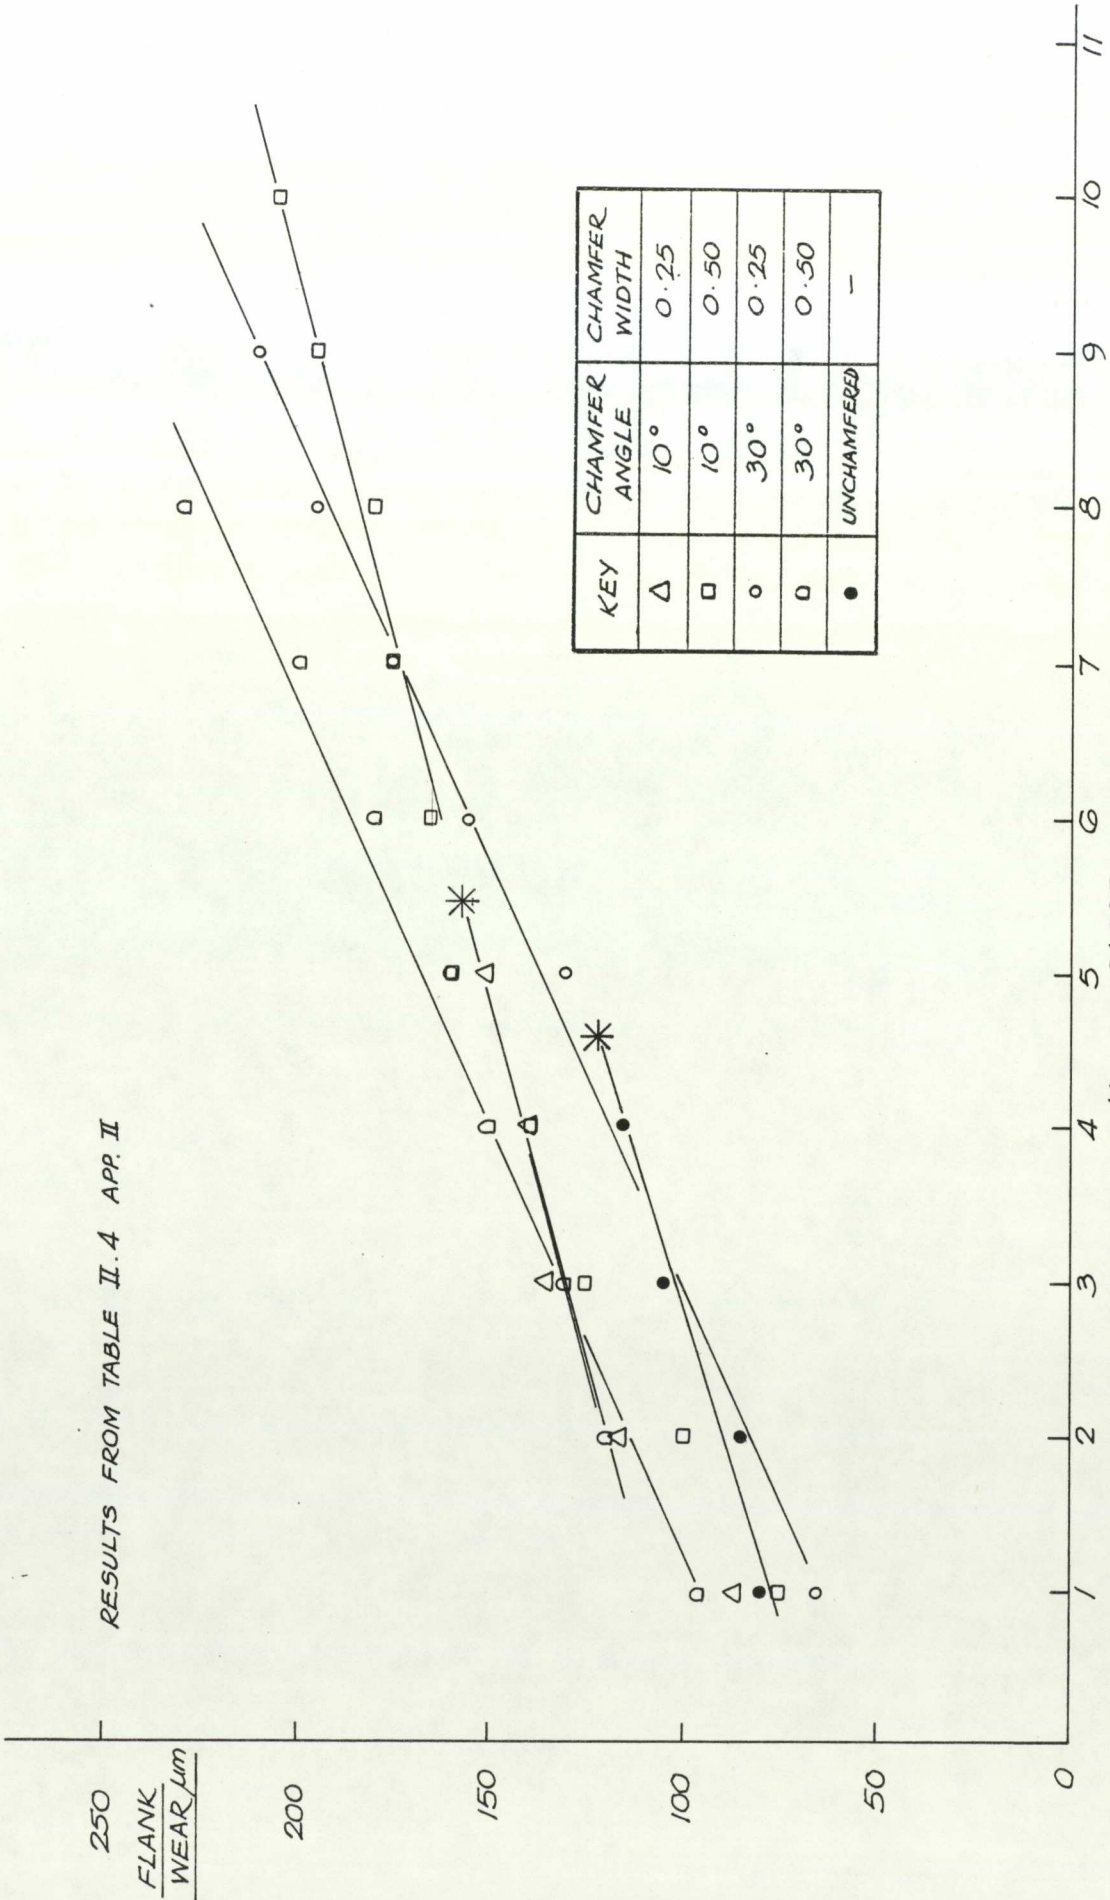 RESULTS FROM TABLE II.4 APP. II
FLANK
WEAR µm
250
200
150
100
50
0
1 2 3 4 5 6 7 8 9 10 11
KEY CHAMFER ANGLE CHAMFER WIDTH
10° 0.25
10° 0.50
30° 0.25
30° 0.50
UNCHAMFERED –